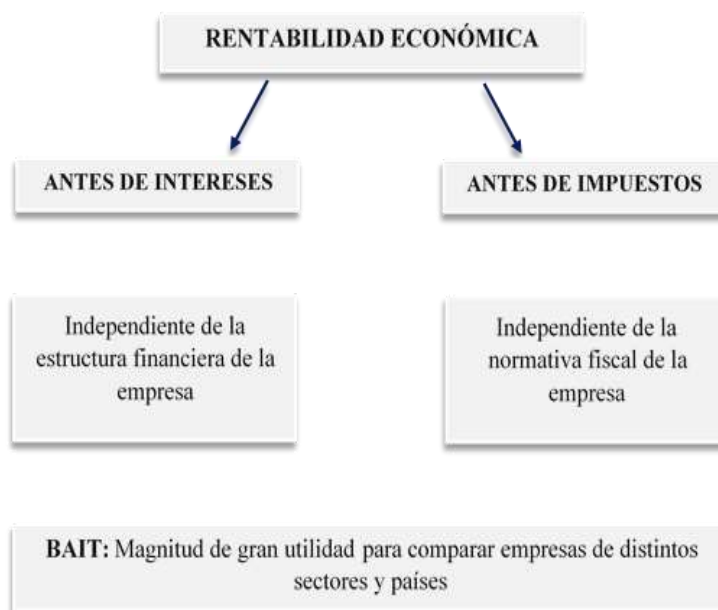 RENTABILIDAD ECONÓMICA
ANTES DE INTERESES
ANTES DE IMPUESTOS
Independiente de la
estructura financiera de la
empresa
Independiente de la
normativa fiscal de la
empresa
BAIT: Magnitud de gran utilidad para comparar empresas de distintos
sectores y países